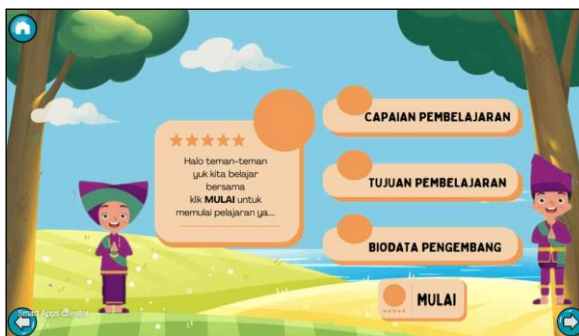 Halo teman-teman
yuk kita belajar
bersama
klik MULAI untuk
memulai pelajaran ya...
CAPAIAN PEMBELAJARAN
TUJUAN PEMBELAJARAN
BIODATA PENGEMBANG
MULAI
Smart Apps Creator